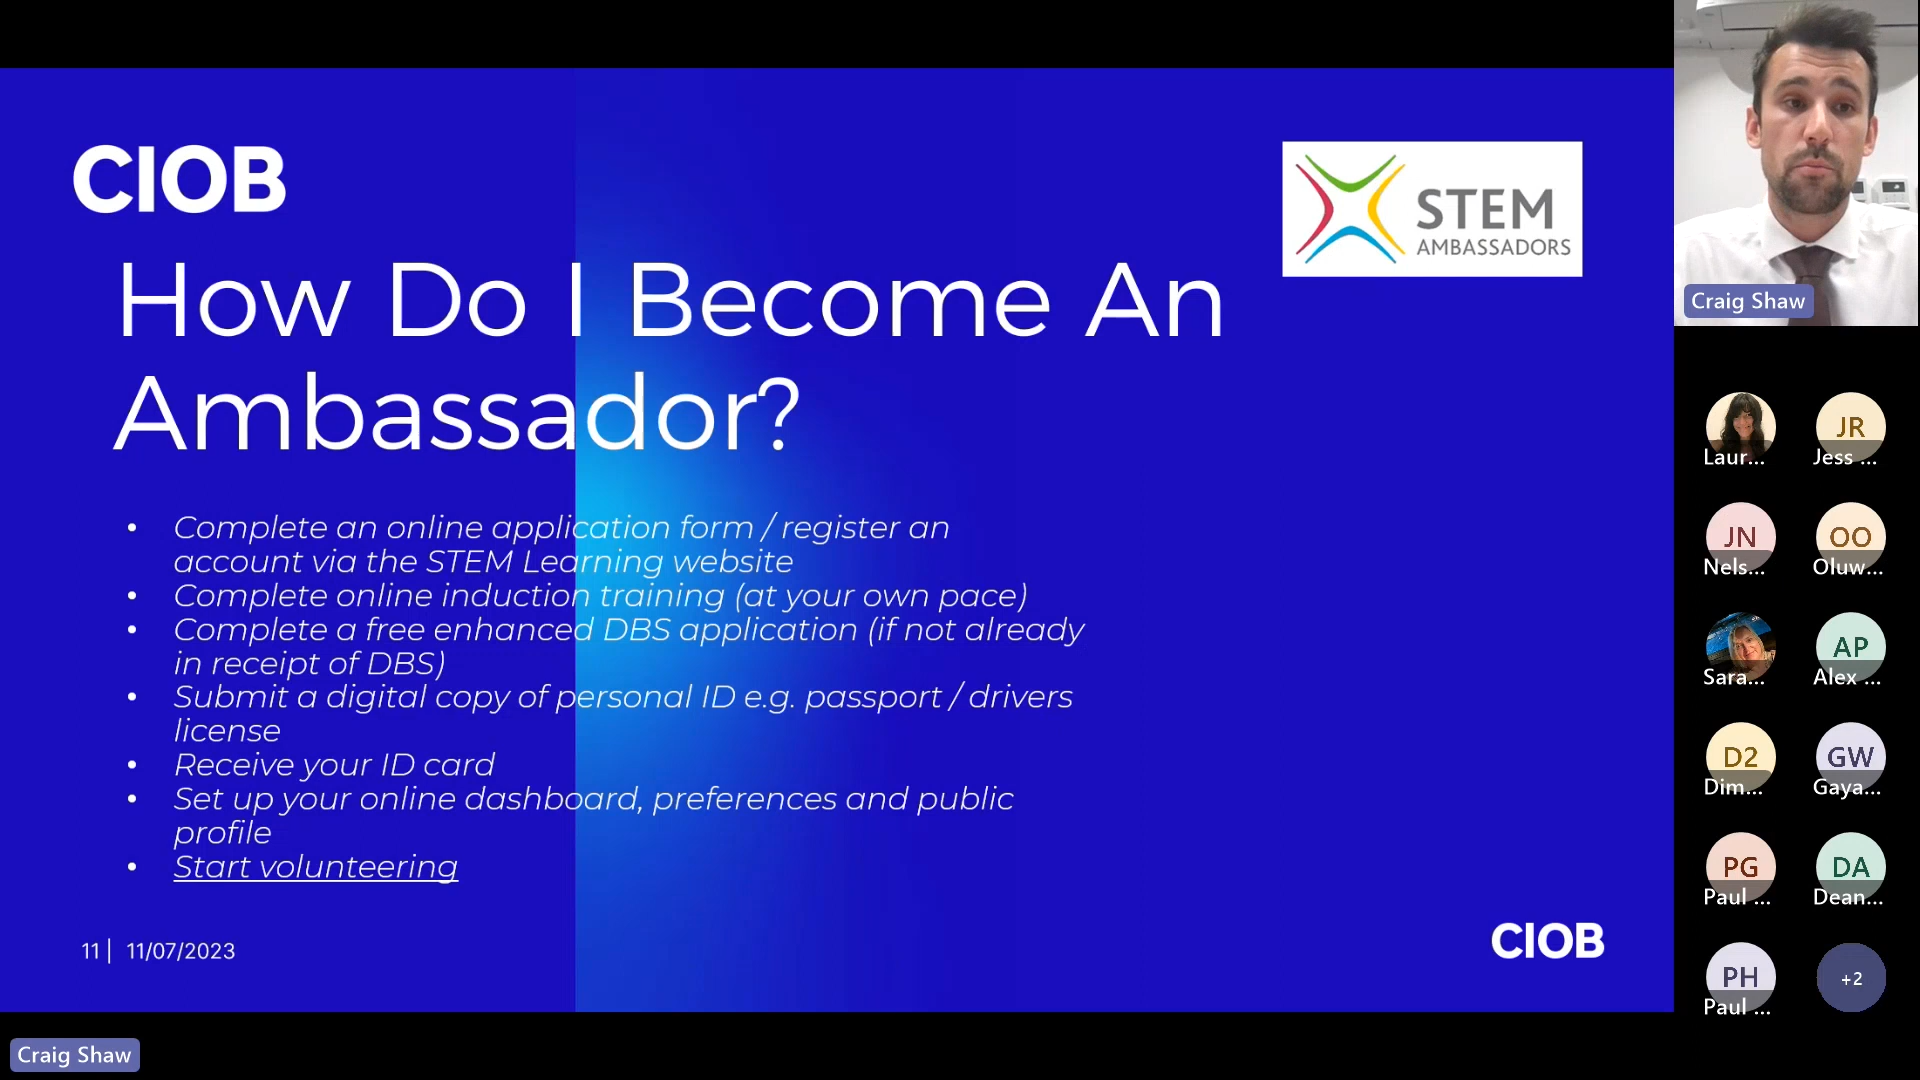 CIOB
STEM
AMBASSADORS
How Do I Become An
Ambassador?
• Complete an online application form / register an
account via the STEM Learning website
• Complete online induction training (at your own pace)
• Complete a free enhanced DBS application (if not already
in receipt of DBS)
• Submit a digital copy of personal ID e.g. passport / drivers
license
• Receive your ID card
• Set up your online dashboard, preferences and public
profile
• Start volunteering
11 | 11/07/2023
CIOB
Craig Shaw
Craig Shaw
Laur...
JR
Jess ...
JN
Nels...
OO
Oluw...
Sara...
AP
Alex ...
D2
Dim...
GW
Gaya...
PG
Paul ...
DA
Dean...
PH
Paul ...
+2